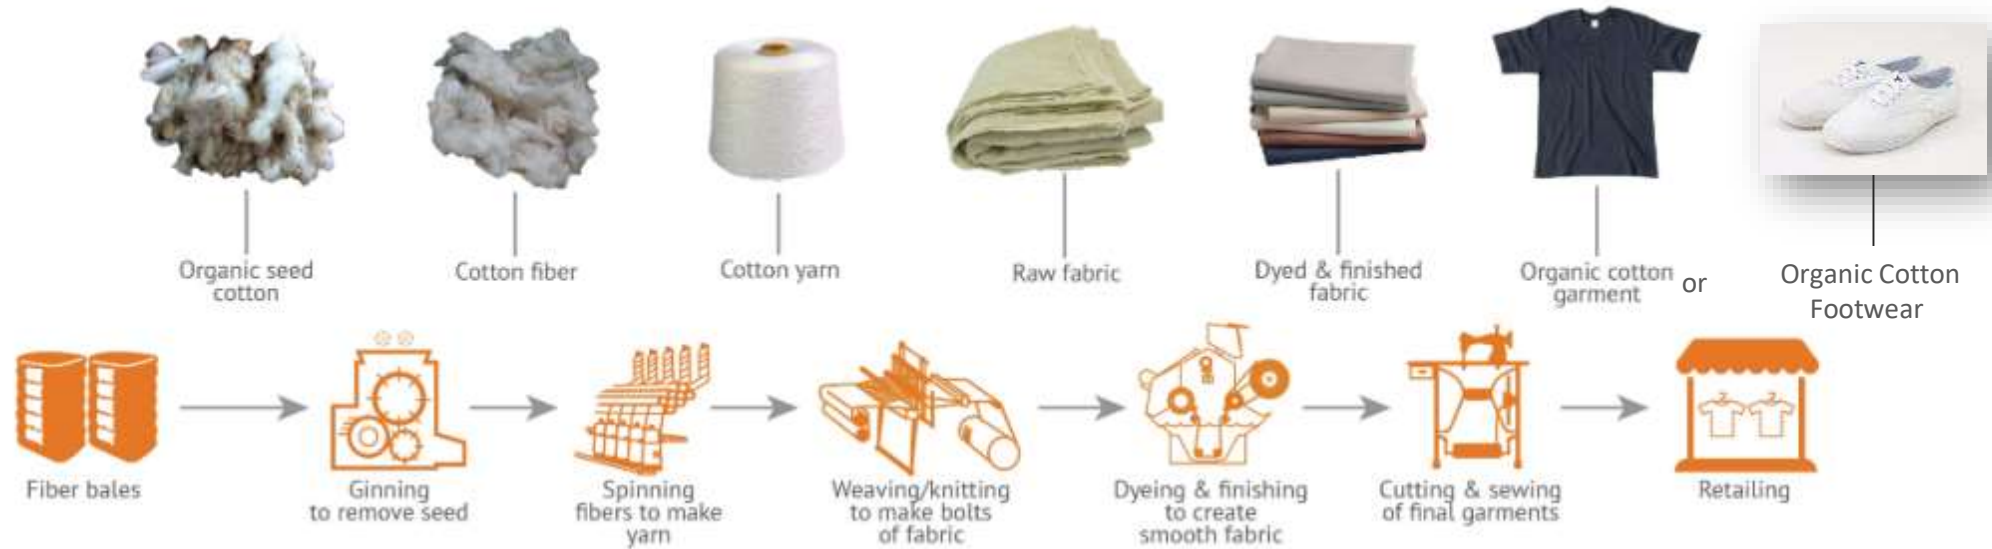 Organic seed
cotton
Cotton fiber
Cotton yarn
Raw fabric
Dyed & finished
fabric
Organic cotton
garment
or
Organic Cotton
Footwear
Fiber bales
Ginning
to remove seed
Spinning
fibers to make
yarn
Weaving/knitting
to make bolts
of fabric
Dyeing & finishing
to create
smooth fabric
Cutting & sewing
of final garments
Retailing